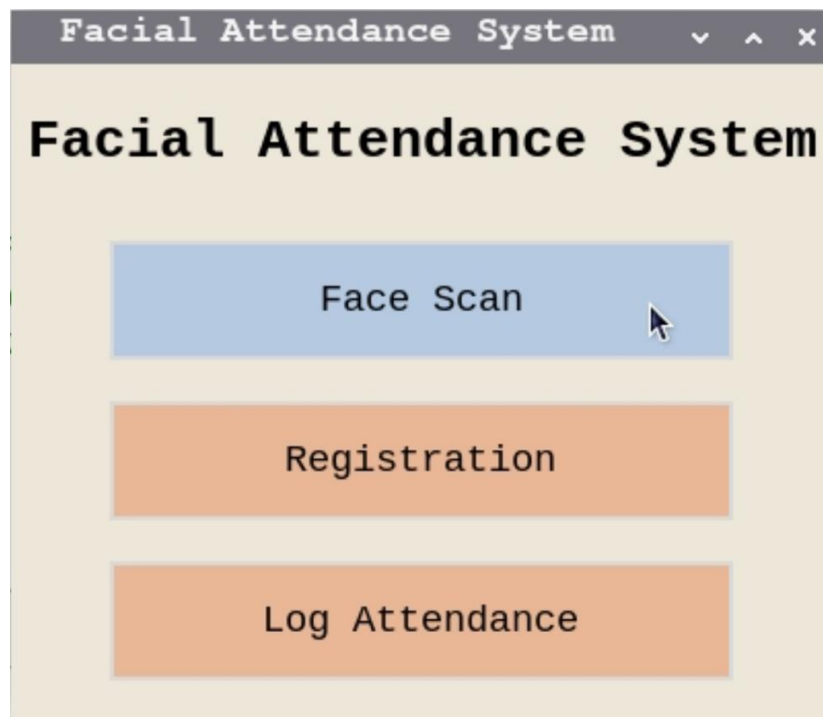 Facial Attendance System
Facial Attendance System
Face Scan
Registration
Log Attendance